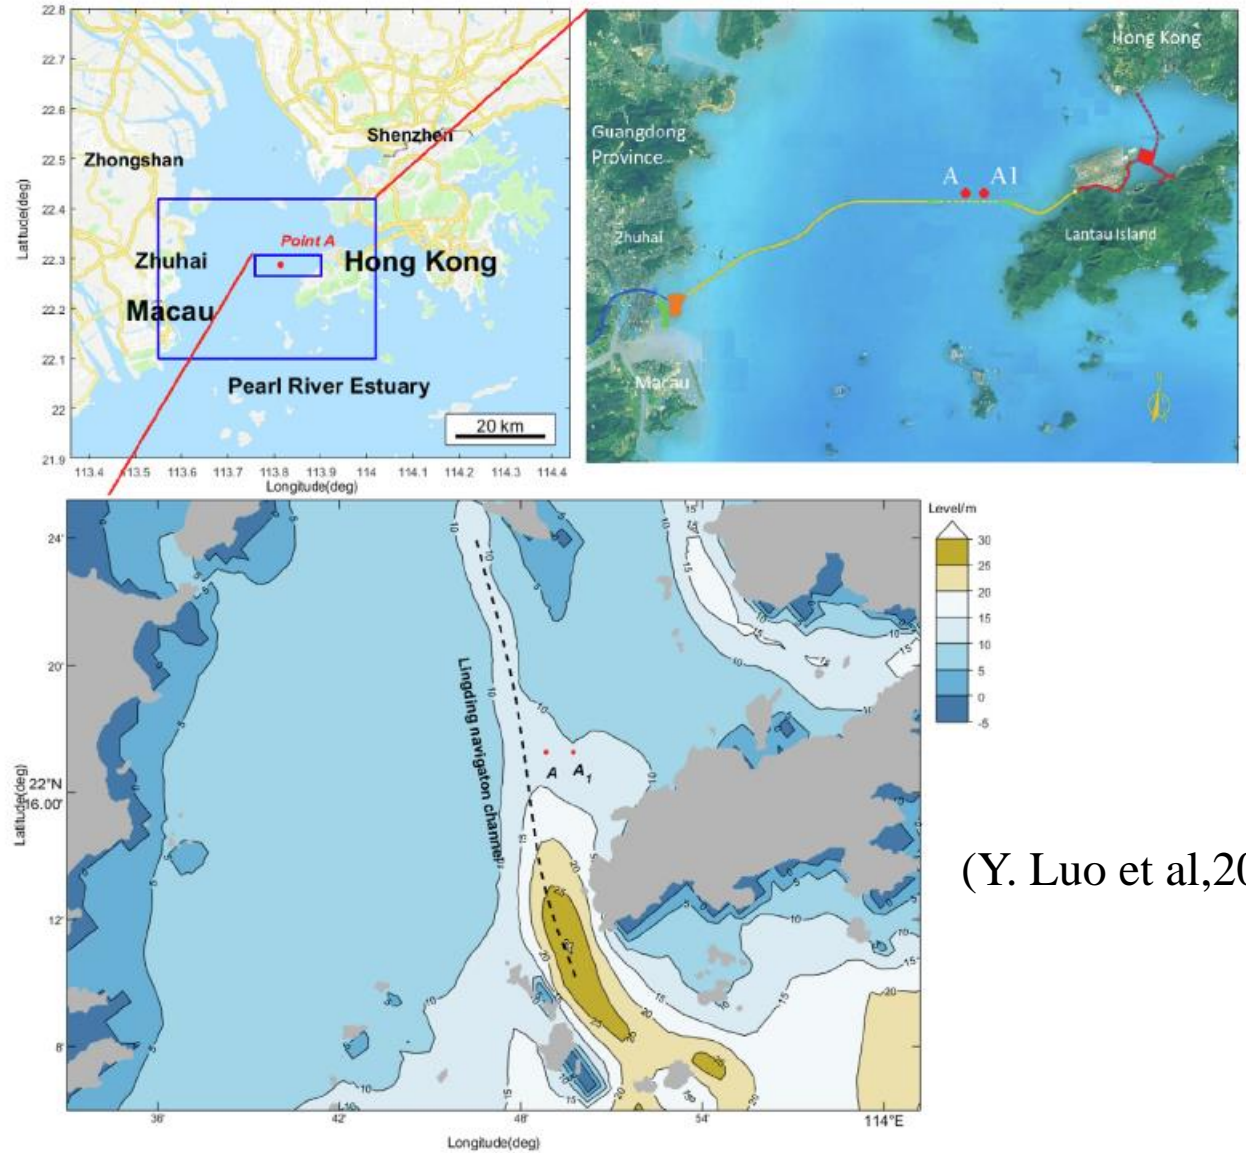 22.8
22.7
22.6
22.5
22.4
22.3
22.2
22.1
22
21.9
Lattude(deg)
113.4 113.5 113.6 113.7 113.8 113.9 114 114.1 114.2 114.3 114.4
Longitude(deg)
Shenzhen
Zhongshan
Point A
Zhuhai
Hong Kong
Macau
Pearl River Estuary
20 km
Hong Kong
Guangdong
Province
A A1
Zhuhai
Lantau Island
Macau
Level/m
30
25
20
15
10
5
0
-5
24'
20'
22°N
16.00'
12'
8'
Latitude(deg)
Lingding navigaton channel
A A1
36' 42' 48' 54' 114°E
Longitude(deg)
(Y. Luo et al,20